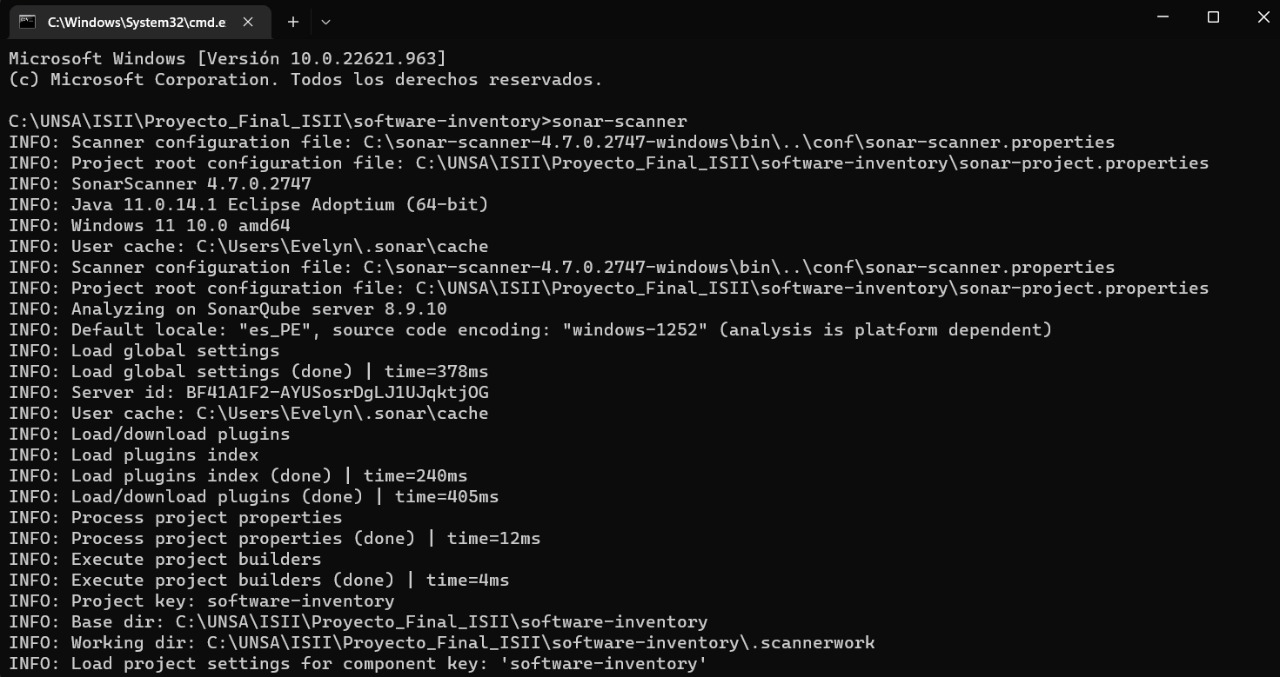 C:\Windows\System32\cmd.e
Microsoft Windows [Versión 10.0.22621.963]
(c) Microsoft Corporation. Todos los derechos reservados.
C:\UNSA\ISII\Proyecto_Final_ISII\software-inventory>sonar-scanner
INFO: Scanner configuration file: C:\sonar-scanner-4.7.0.2747-windows\bin\..\conf\sonar-scanner.properties
INFO: Project root configuration file: C:\UNSA\ISII\Proyecto_Final_ISII\software-inventory\sonar-project.properties
INFO: SonarScanner 4.7.0.2747
INFO: Java 11.0.14.1 Eclipse Adoptium (64-bit)
INFO: Windows 11 10.0 amd64
INFO: User cache: C:\Users\Evelyn\.sonar\cache
INFO: Scanner configuration file: C:\sonar-scanner-4.7.0.2747-windows\bin\..\conf\sonar-scanner.properties
INFO: Project root configuration file: C:\UNSA\ISII\Proyecto_Final_ISII\software-inventory\sonar-project.properties
INFO: Analyzing on SonarQube server 8.9.10
INFO: Default locale: "es_PE", source code encoding: "windows-1252" (analysis is platform dependent)
INFO: Load global settings
INFO: Load global settings (done) | time=378ms
INFO: Server id: BF41A1F2-AYUSosrDgLJ1UJqktjOG
INFO: User cache: C:\Users\Evelyn\.sonar\cache
INFO: Load/download plugins
INFO: Load plugins index
INFO: Load plugins index (done) | time=240ms
INFO: Load/download plugins (done) | time=405ms
INFO: Process project properties
INFO: Process project properties (done) | time=12ms
INFO: Execute project builders
INFO: Execute project builders (done) | time=4ms
INFO: Project key: software-inventory
INFO: Base dir: C:\UNSA\ISII\Proyecto_Final_ISII\software-inventory
INFO: Working dir: C:\UNSA\ISII\Proyecto_Final_ISII\software-inventory\.scannerwork
INFO: Load project settings for component key: 'software-inventory'